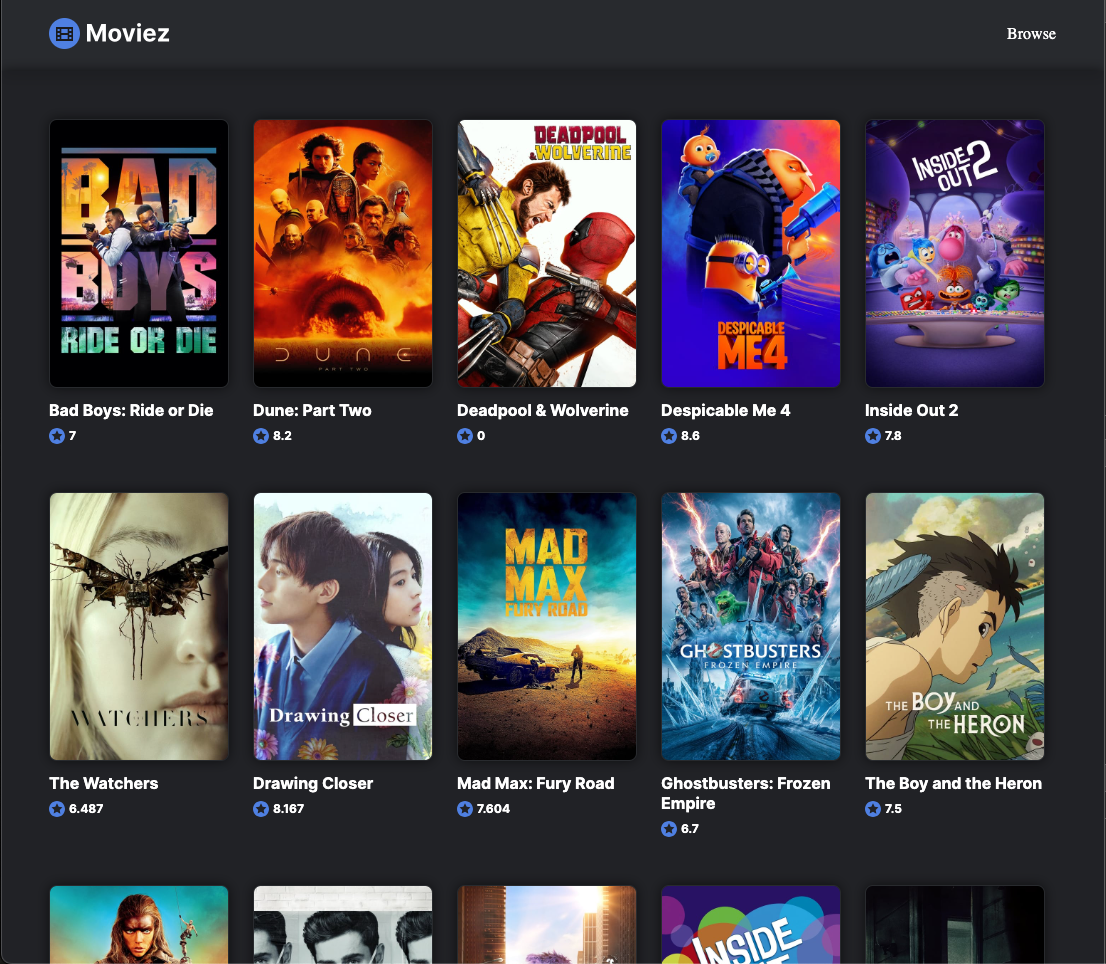 Moviez
Browse
BAD
BOYS
RIDE OR DIE
DUNE
PART TWO
DEADPOOL
& WOLVERINE
DESPICABLE
ME 4
INSIDE
OUT 2
Bad Boys: Ride or Die
7
Dune: Part Two
8.2
Deadpool & Wolverine
0
Despicable Me 4
8.6
Inside Out 2
7.8
WATCHERS
Drawing Closer
MAD
MAX
FURY ROAD
GHOSTBUSTERS
FROZEN EMPIRE
THE BOY AND
THE HERON
The Watchers
6.487
Drawing Closer
8.167
Mad Max: Fury Road
7.604
Ghostbusters: Frozen
Empire
6.7
The Boy and the Heron
7.5
INSIDE